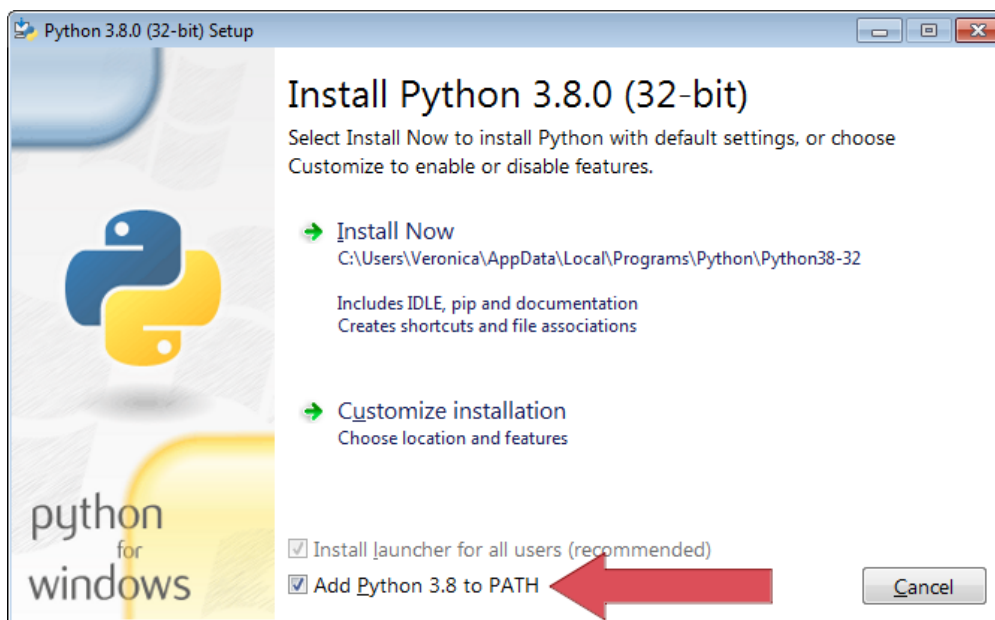 Python 3.8.0 (32-bit) Setup
Install Python 3.8.0 (32-bit)
Select Install Now to install Python with default settings, or choose
Customize to enable or disable features.
Install Now
C:\Users\Veronica\AppData\Local\Programs\Python\Python38-32
Includes IDLE, pip and documentation
Creates shortcuts and file associations
Customize installation
Choose location and features
python
for
windows
Install launcher for all users (recommended)
Add Python 3.8 to PATH
Cancel